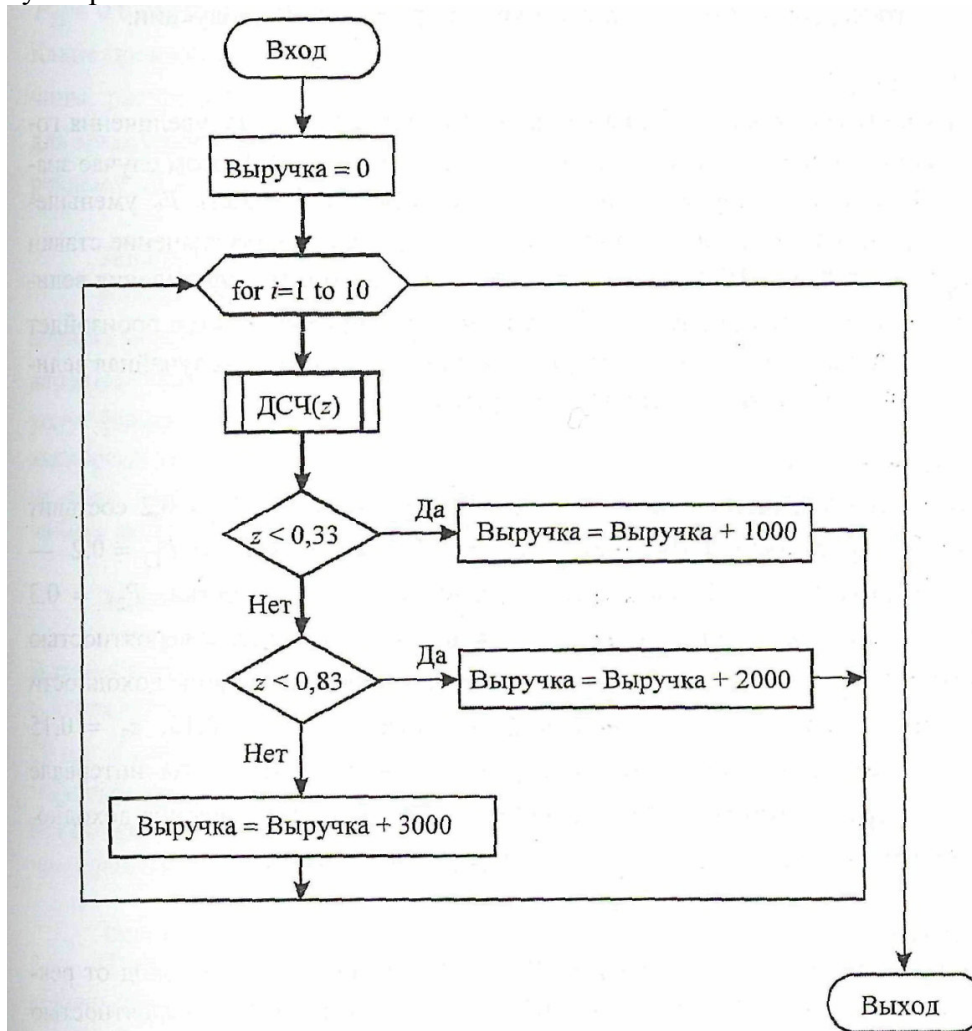 Вход
Выручка = 0
for i=1 to 10
ДСЧ(z)
z < 0,33
Да
Выручка = Выручка + 1000
Нет
z < 0,83
Да
Выручка = Выручка + 2000
Нет
Выручка = Выручка + 3000
Выход